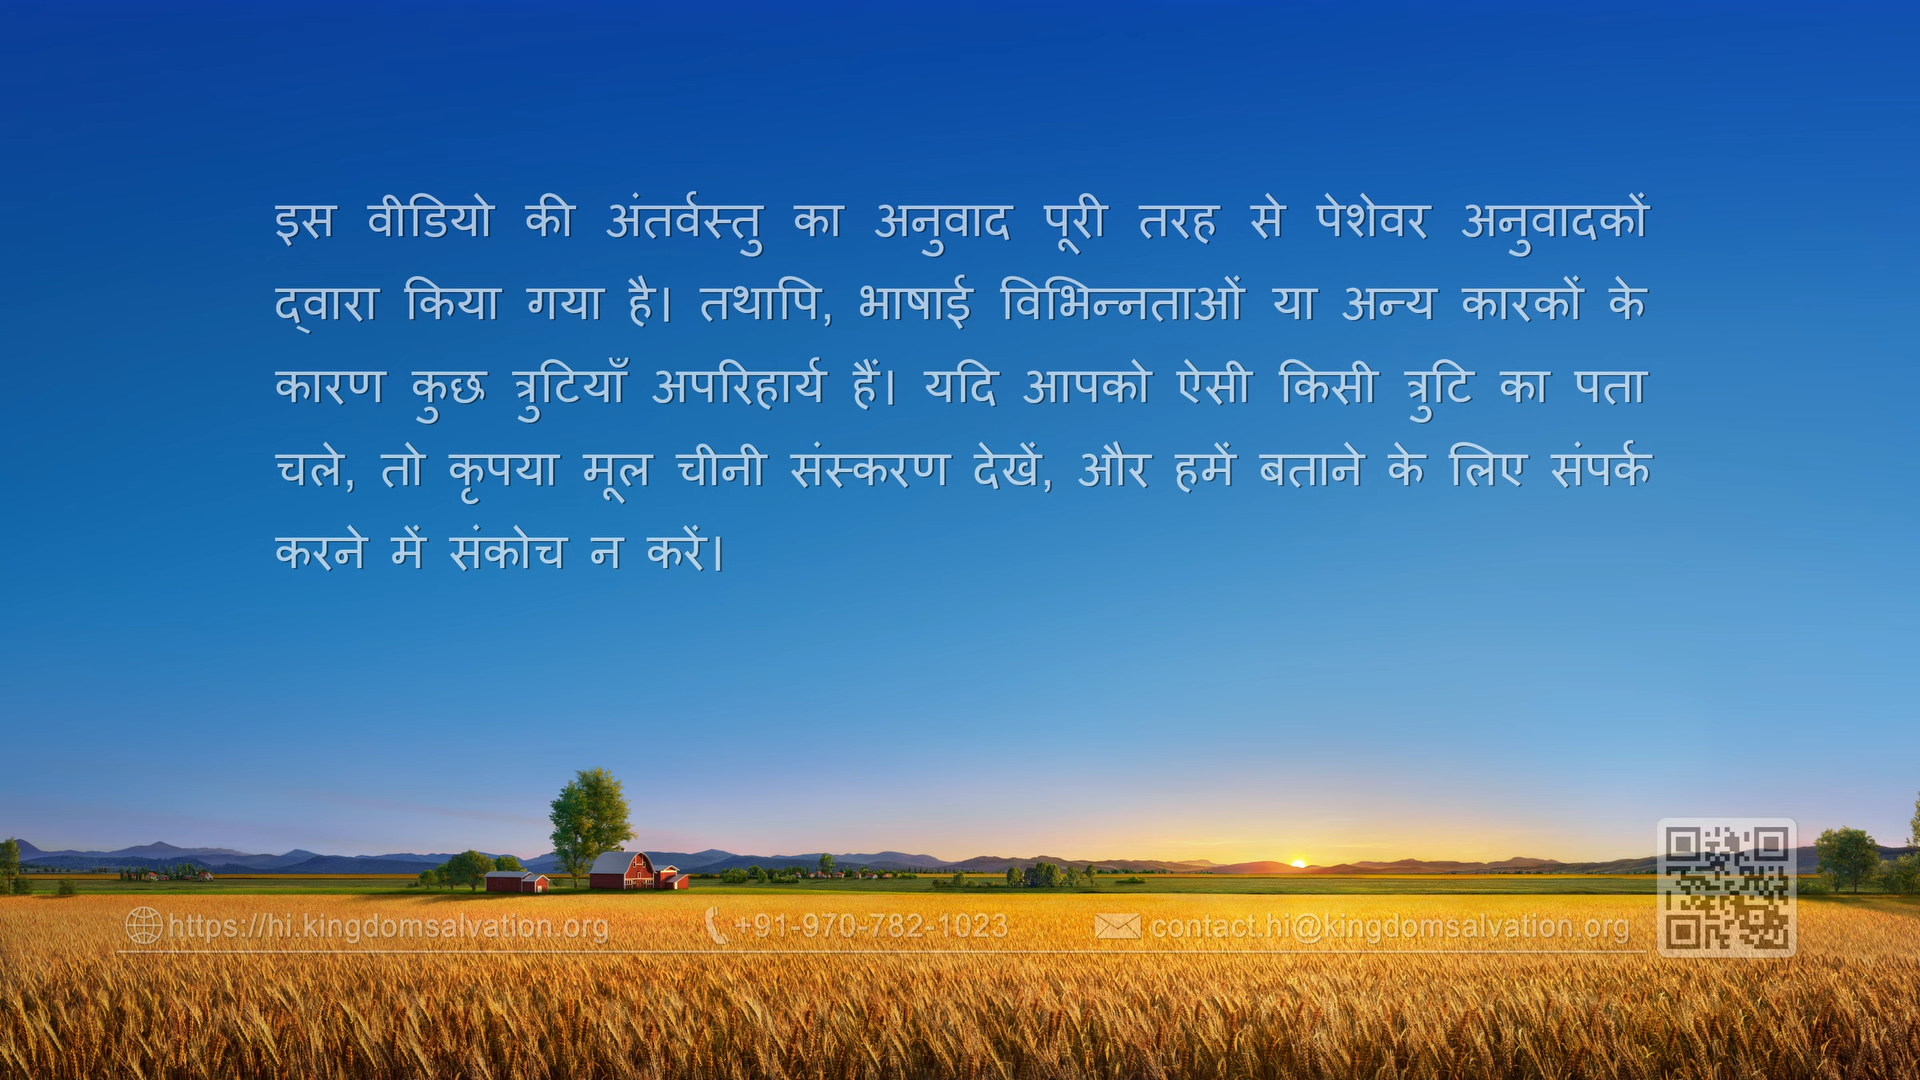 इस वीडियो की अंतर्वस्तु का अनुवाद पूरी तरह से पेशेवर अनुवादकों
द्वारा किया गया है। तथापि, भाषाई विभिन्नताओं या अन्य कारकों के
कारण कुछ त्रुटियाँ अपरिहार्य हैं। यदि आपको ऐसी किसी त्रुटि का पता
चले, तो कृपया मूल चीनी संस्करण देखें, और हमें बताने के लिए संपर्क
करने में संकोच न करें।
https://hi.kingdomsalvation.org +91-970-782-1023 contact.hi@kingdomsalvation.org